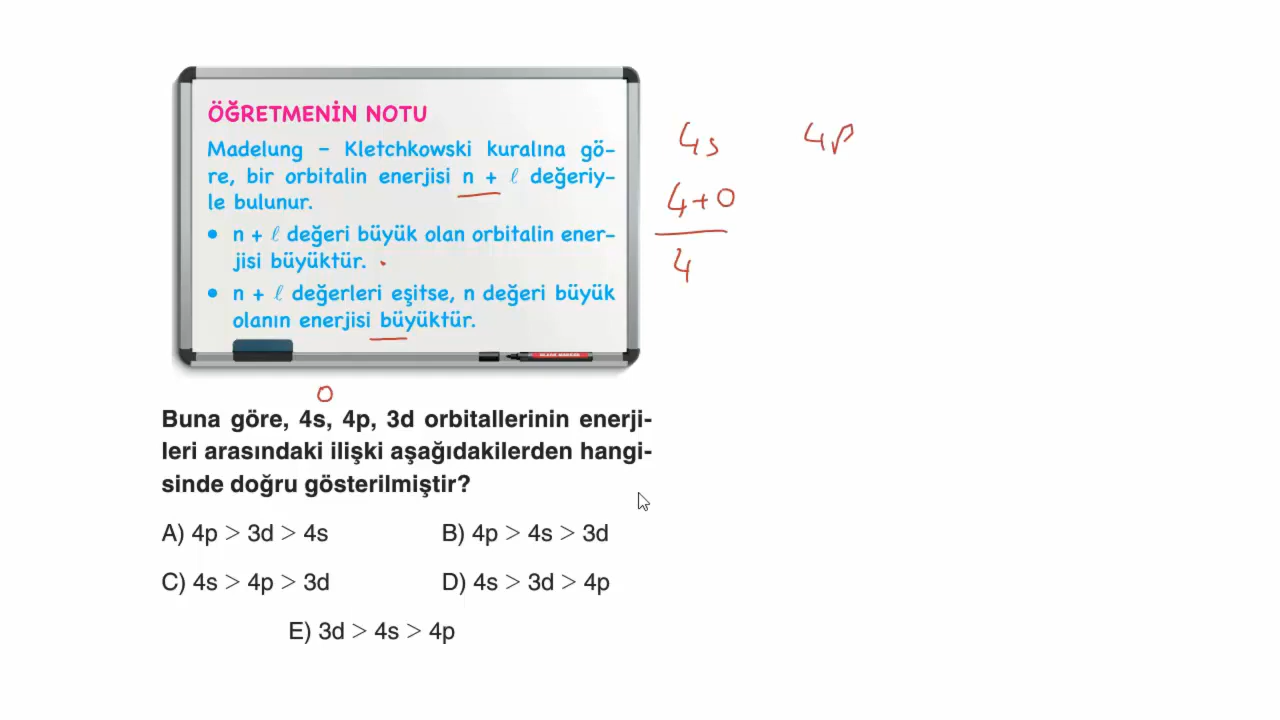 ÖĞRETMENİN NOTU
Madelung – Kletchkowski kuralına gö-
re, bir orbitalin enerjisi n + ℓ değeriy-
le bulunur.
• n + ℓ değeri büyük olan orbitalin ener-
jisi büyüktür.
• n + ℓ değerleri eşitse, n değeri büyük
olanın enerjisi büyüktür.
4s 4p
4+0
4
0
Buna göre, 4s, 4p, 3d orbitallerinin enerji-
leri arasındaki ilişki aşağıdakilerden hangi-
sinde doğru gösterilmiştir?
A) 4p > 3d > 4s B) 4p > 4s > 3d
C) 4s > 4p > 3d D) 4s > 3d > 4p
E) 3d > 4s > 4p